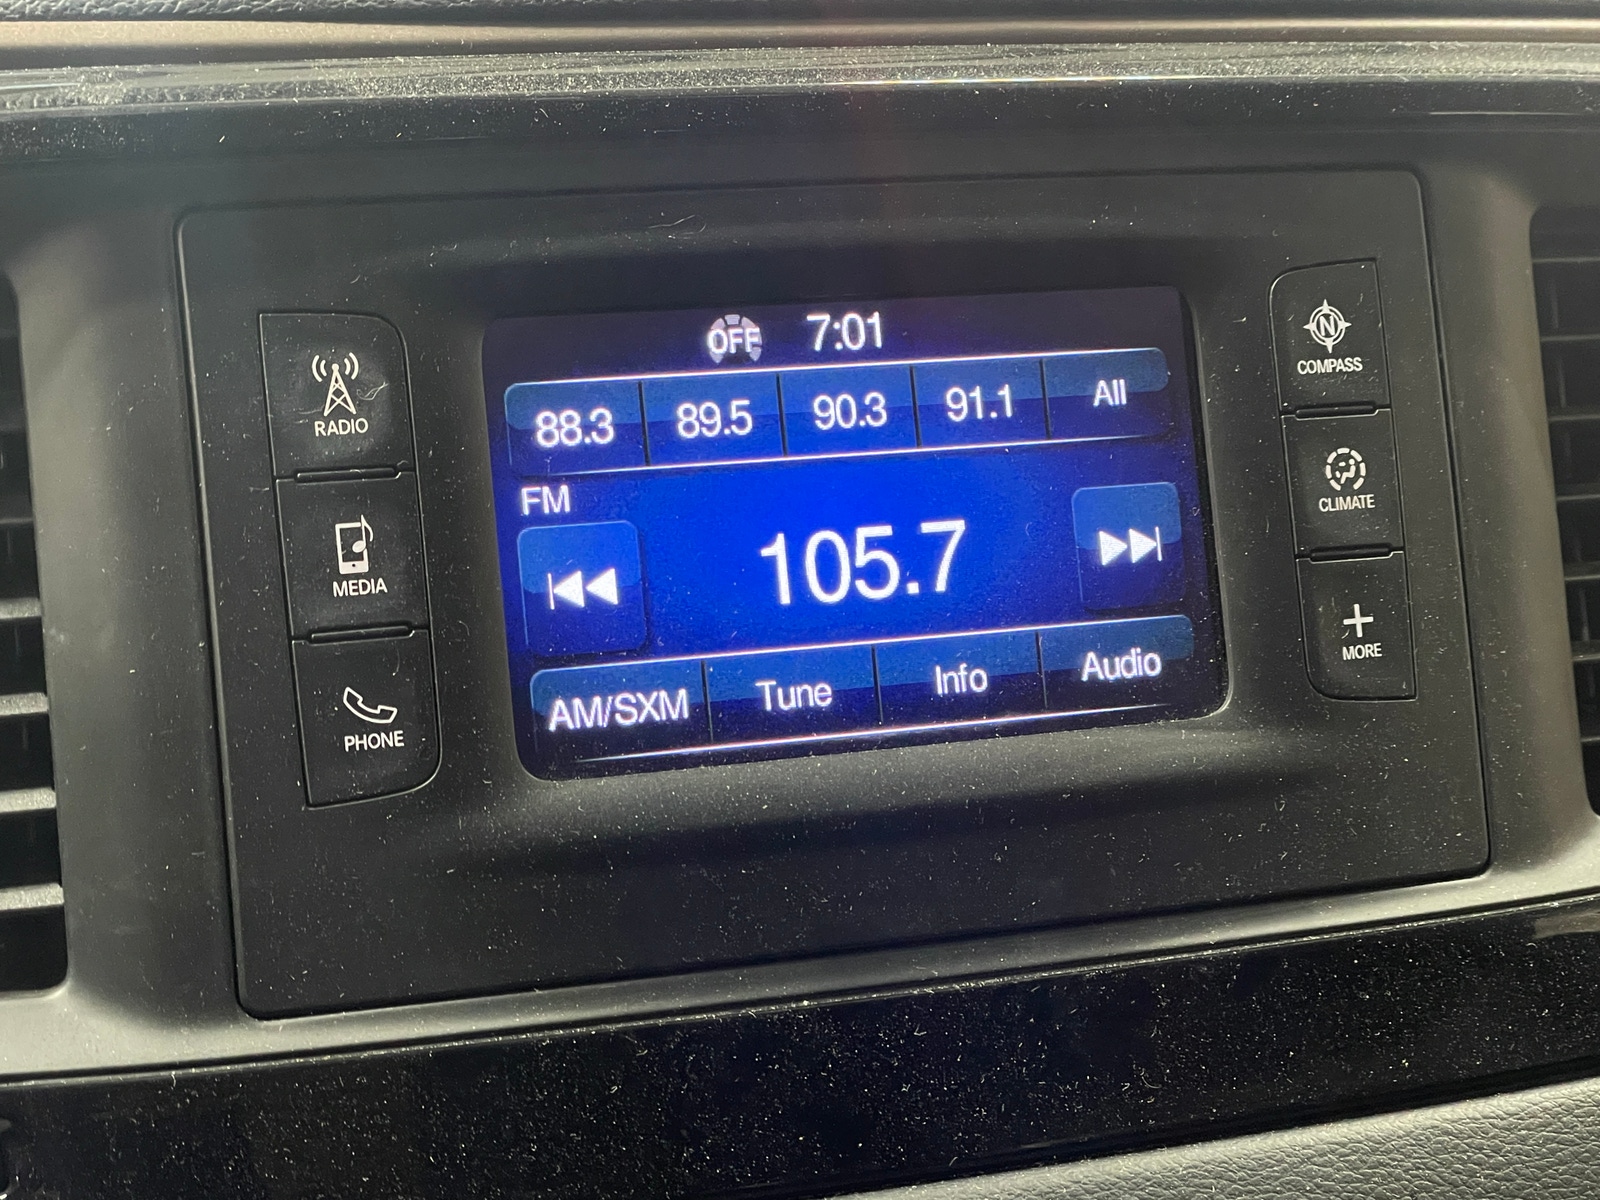 OFF 7:01
88.3 89.5 90.3 91.1 All
FM
105.7
AM/SXM Tune Info Audio
RADIO
MEDIA
PHONE
N
COMPASS
CLIMATE
MORE